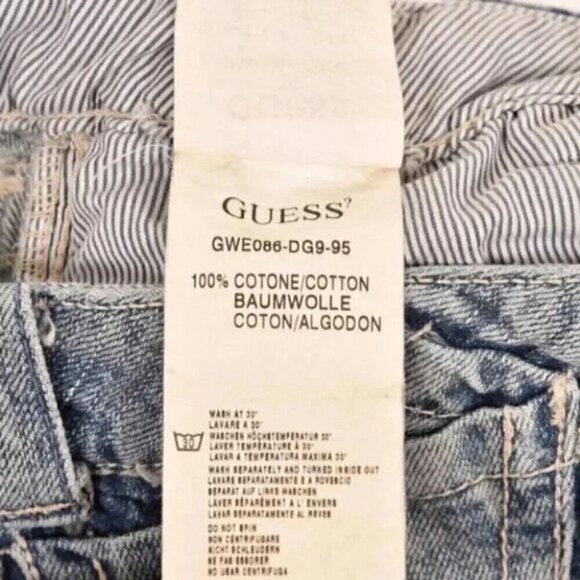 GUESS?
GWE086-DG9-95
100% COTONE/COTTON
BAUMWOLLE
COTON/ALGODON
WASH AT 30°
LAVARE A 30°
WASCHEN HÖCHSTEMPERATUR 30°
LAVER TEMPERATURE MAXI 30°
LAVAR A TEMPERATURA MAXIMA 30°
30
WASH SEPARATELY AND TURNED INSIDE OUT
LAVARE SEPARATAMENTE E A ROVESCIO
SEPARAT AUF LINKS WASCHEN
LAVER SÉPARÉMENT A L' ENVERS
LAVAR SEPARATAMENTE AL REVES
DO NOT SPIN
NON CENTRIFUGARE
NICHT SCHLEUDERN
NE PAS ESSORER
NO USAR CENTRIFUGA